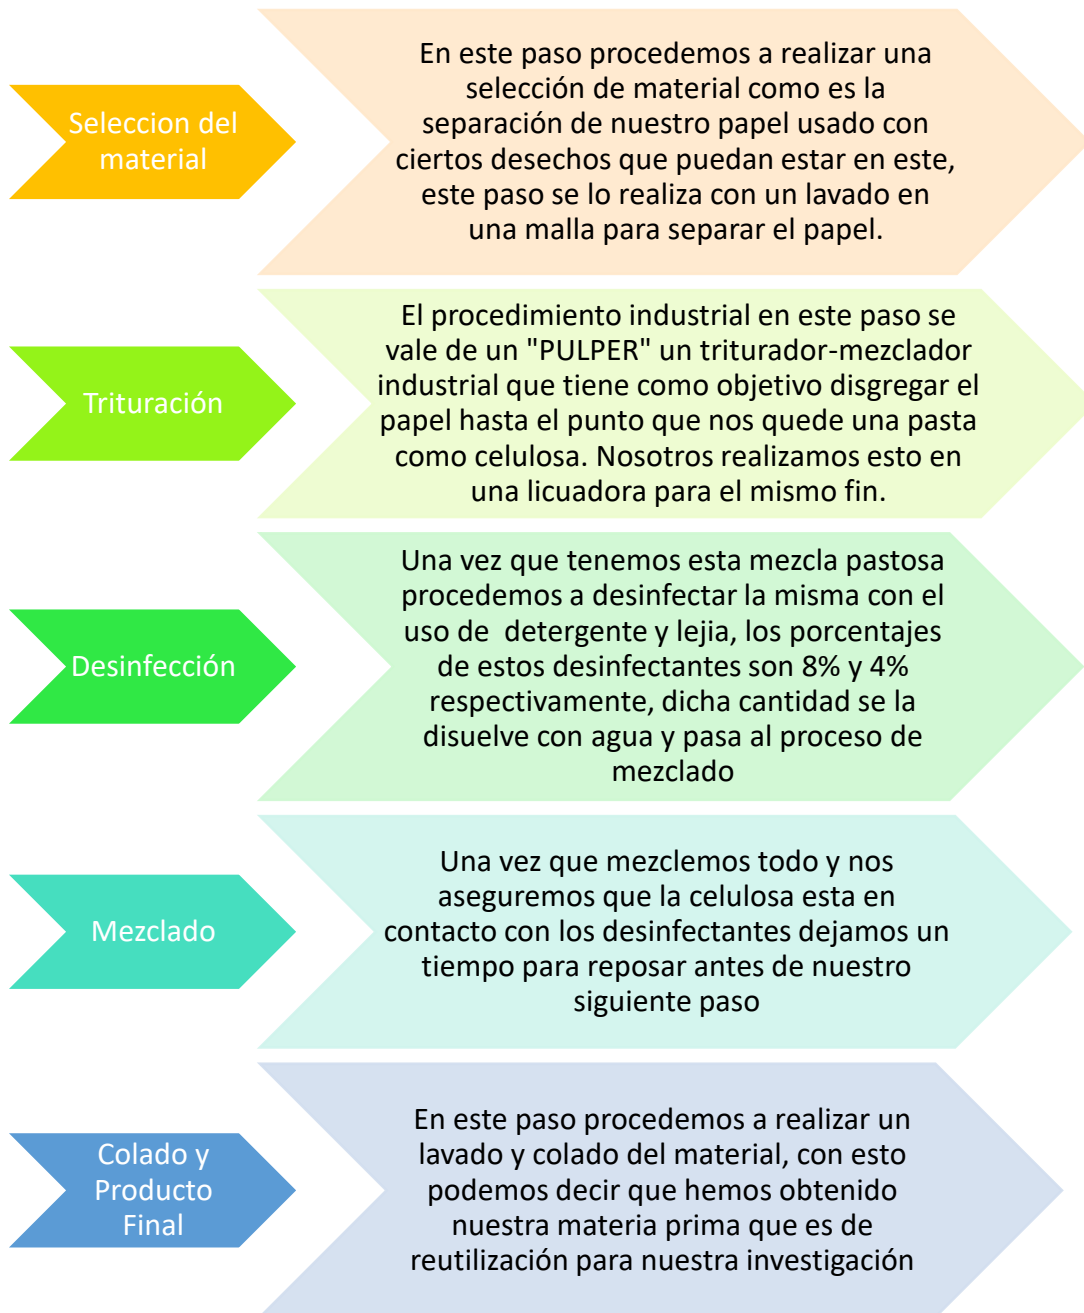 Seleccion del
material
En este paso procedemos a realizar una
selección de material como es la
separación de nuestro papel usado con
ciertos desechos que puedan estar en este,
este paso se lo realiza con un lavado en
una malla para separar el papel.
Trituración
El procedimiento industrial en este paso se
vale de un "PULPER" un triturador-mezclador
industrial que tiene como objetivo disgregar el
papel hasta el punto que nos quede una pasta
como celulosa. Nosotros realizamos esto en
una licuadora para el mismo fin.
Desinfección
Una vez que tenemos esta mezcla pastosa
procedemos a desinfectar la misma con el
uso de  detergente y lejia, los porcentajes
de estos desinfectantes son 8% y 4%
respectivamente, dicha cantidad se la
disuelve con agua y pasa al proceso de
mezclado
Mezclado
Una vez que mezclemos todo y nos
aseguremos que la celulosa esta en
contacto con los desinfectantes dejamos un
tiempo para reposar antes de nuestro
siguiente paso
Colado y
Producto
Final
En este paso procedemos a realizar un
lavado y colado del material, con esto
podemos decir que hemos obtenido
nuestra materia prima que es de
reutilización para nuestra investigación